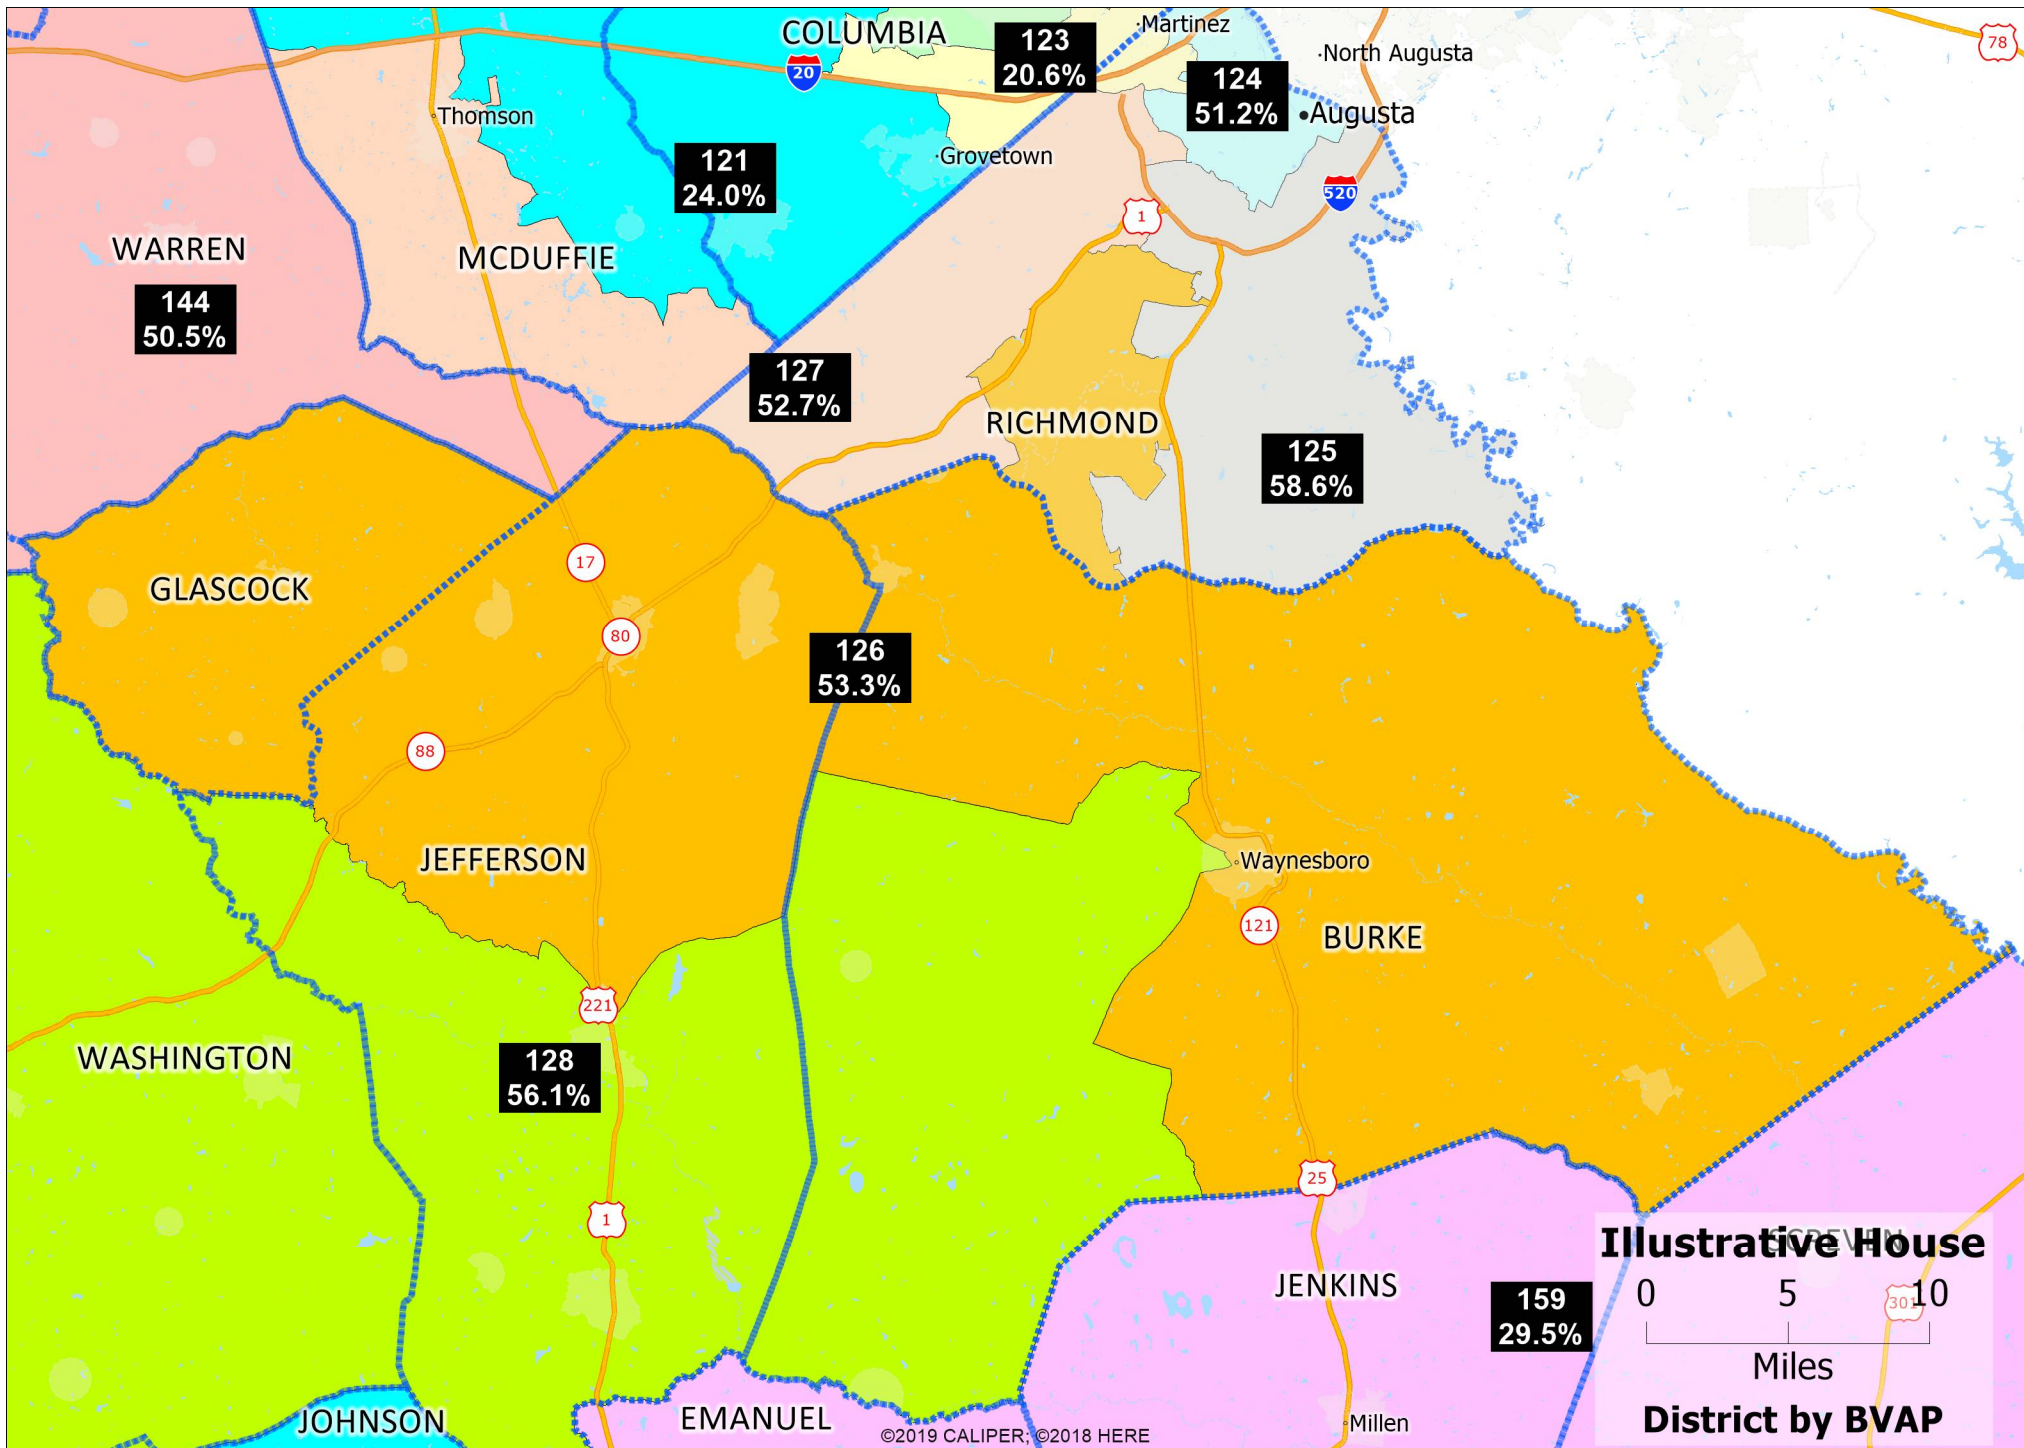 COLUMBIA
123
20.6%
Martinez
78
North Augusta
20
124
51.2%
Augusta
Thomson
121
24.0%
Grovetown
520
1
WARREN
MCDUFFIE
144
50.5%
127
52.7%
RICHMOND
125
58.6%
17
GLASCOCK
80
126
53.3%
88
JEFFERSON
Waynesboro
121
BURKE
221
WASHINGTON
128
56.1%
25
1
SCREVEN
Illustrative House
JENKINS
159
29.5%
0 5 10
301
Miles
JOHNSON
EMANUEL
Millen
District by BVAP
©2019 CALIPER; ©2018 HERE